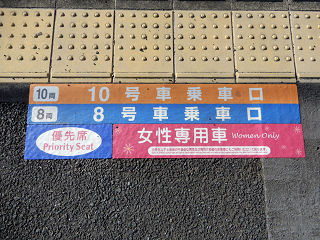 10両 10号車乗車口
8両 8号車乗車口
優先席
Priority Seat
女性専用車 Women Only